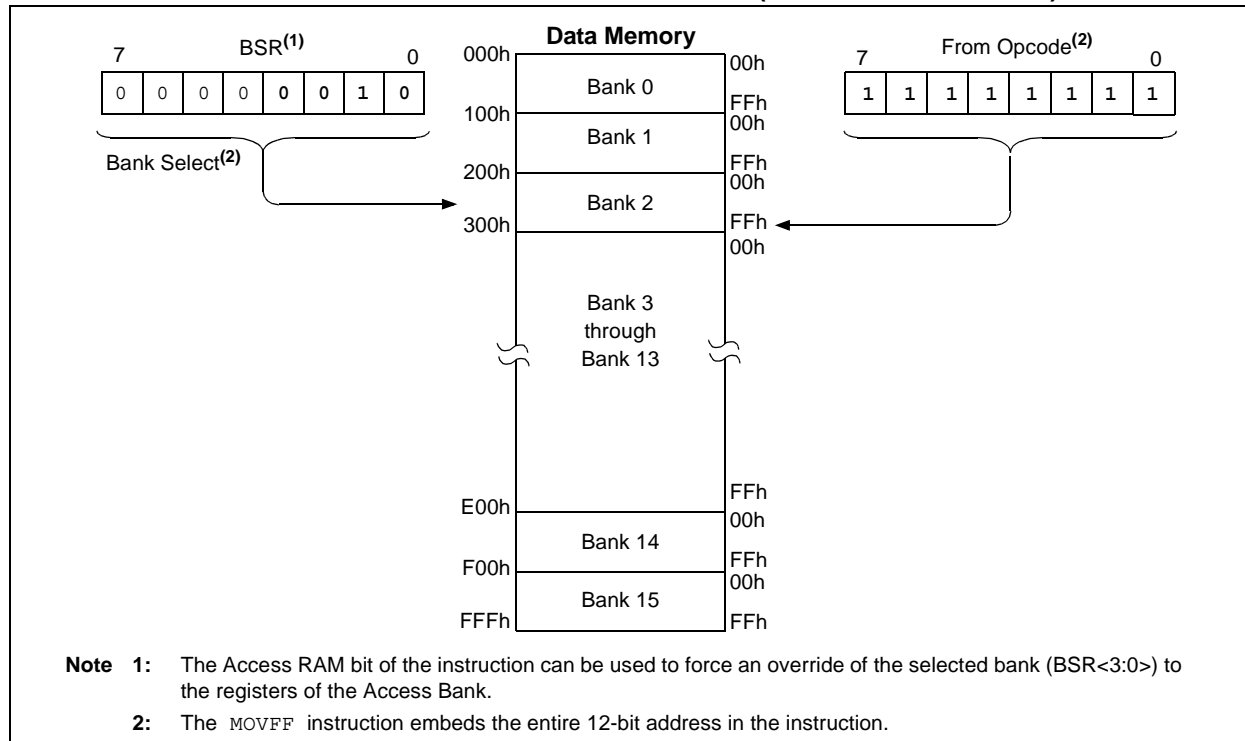 Data Memory
7 BSR(1) 0
0 0 0 0 0 0 1 0
Bank Select(2)
7 From Opcode(2) 0
1 1 1 1 1 1 1 1
000h Bank 0 00h
FFh
100h Bank 1 00h
FFh
200h Bank 2 00h
FFh
300h 00h
Bank 3
through
Bank 13
FFh
E00h Bank 14 00h
FFh
F00h Bank 15 00h
FFFh FFh
Note 1: The Access RAM bit of the instruction can be used to force an override of the selected bank (BSR<3:0>) to
the registers of the Access Bank.
2: The MOVFF instruction embeds the entire 12-bit address in the instruction.